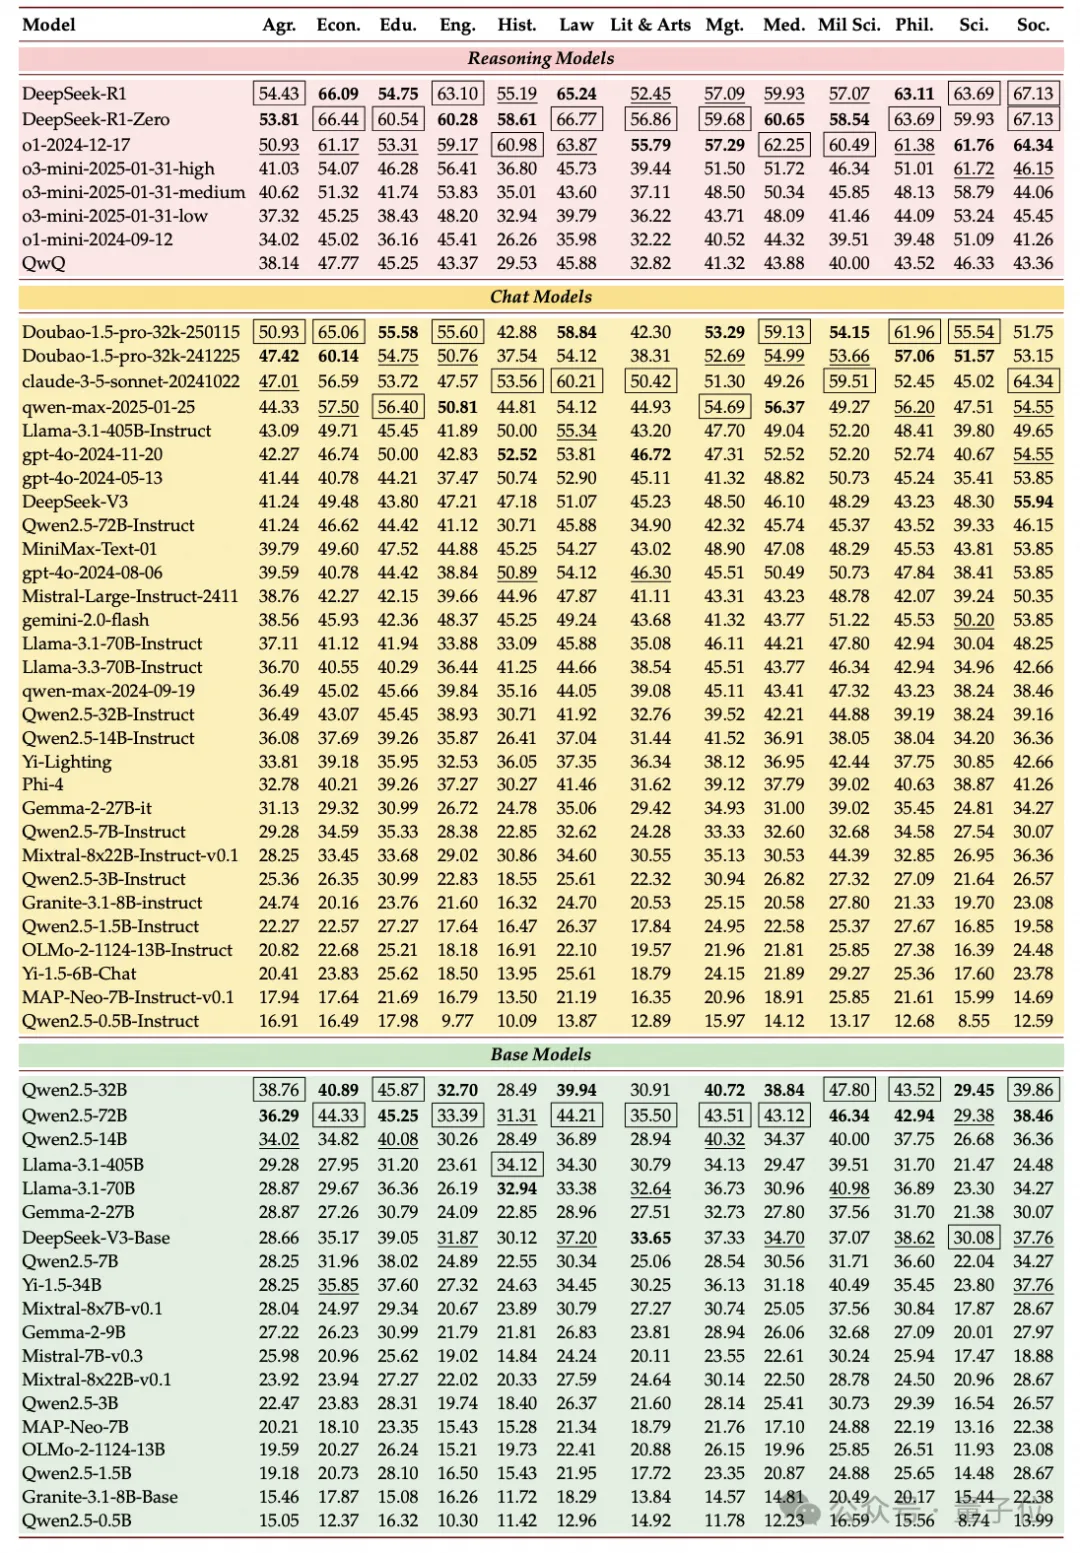 Model Agr. Econ. Edu. Eng. Hist. Law Lit & Arts Mgt. Med. Mil Sci. Phil. Sci. Soc.
Reasoning Models
DeepSeek-R1 54.43 66.09 54.75 63.10 55.19 65.24 52.45 57.09 59.93 57.07 63.11 63.69 67.13
DeepSeek-R1-Zero 53.81 66.44 60.54 60.28 58.61 66.77 56.86 59.68 60.65 58.54 63.69 59.93 67.13
o1-2024-12-17 50.93 61.17 53.31 59.17 60.98 63.87 55.79 57.29 62.25 60.49 61.38 61.76 64.34
o3-mini-2025-01-31-high 41.03 54.07 46.28 56.41 36.80 45.73 39.44 51.50 51.72 46.34 51.01 61.72 46.15
o3-mini-2025-01-31-medium 40.62 51.32 41.74 53.83 35.01 43.60 37.11 48.50 50.34 45.85 48.13 58.79 44.06
o3-mini-2025-01-31-low 37.32 45.25 38.43 48.20 32.94 39.79 36.22 43.71 48.09 41.46 44.09 53.24 45.45
o1-mini-2024-09-12 34.02 45.02 36.16 45.41 26.26 35.98 32.22 40.52 44.32 39.51 39.48 51.09 41.26
QwQ 38.14 47.77 45.25 43.37 29.53 45.88 32.82 41.32 43.88 40.00 43.52 46.33 43.36
Chat Models
Doubao-1.5-pro-32k-250115 50.93 65.06 55.58 55.60 42.88 58.84 42.30 53.29 59.13 54.15 61.96 55.54 51.75
Doubao-1.5-pro-32k-241225 47.42 60.14 54.75 50.76 37.54 54.12 38.31 52.69 54.99 53.66 57.06 51.57 53.15
claude-3-5-sonnet-20241022 47.01 56.59 53.72 47.57 53.56 60.21 50.42 51.30 49.26 59.51 52.45 45.02 64.34
qwen-max-2025-01-25 44.33 57.50 56.40 50.81 44.81 54.12 44.93 54.69 56.37 49.27 56.20 47.51 54.55
Llama-3.1-405B-Instruct 43.09 49.71 45.45 41.89 50.00 55.34 43.20 47.70 49.04 52.20 48.41 39.80 49.65
gpt-4o-2024-11-20 42.27 46.74 50.00 42.83 52.52 53.81 46.72 47.31 52.52 52.20 52.74 40.67 54.55
gpt-4o-2024-05-13 41.44 40.78 44.21 37.47 50.74 52.90 45.11 41.32 48.82 50.73 45.24 35.41 53.85
DeepSeek-V3 41.24 49.48 43.80 47.21 47.18 51.07 45.23 48.50 46.10 48.29 43.23 48.30 55.94
Qwen2.5-72B-Instruct 41.24 46.62 44.42 41.12 30.71 45.88 34.90 42.32 45.74 45.37 43.52 39.33 46.15
MiniMax-Text-01 39.79 49.60 47.52 44.88 45.25 54.27 43.02 48.90 47.08 48.29 45.53 43.81 53.85
gpt-4o-2024-08-06 39.59 40.78 44.42 38.84 50.89 54.12 46.30 45.51 50.49 50.73 47.84 38.41 53.85
Mistral-Large-Instruct-2411 38.76 42.27 42.15 39.66 44.96 47.87 41.11 43.31 43.23 48.78 42.07 39.24 50.35
gemini-2.0-flash 38.56 45.93 42.36 48.37 45.25 49.24 43.68 41.32 43.77 51.22 45.53 50.20 53.85
Llama-3.1-70B-Instruct 37.11 41.12 41.94 33.88 33.09 45.88 35.08 46.11 44.21 47.80 42.94 30.04 48.25
Llama-3.3-70B-Instruct 36.70 40.55 40.29 36.44 41.25 44.66 38.54 45.51 43.77 46.34 42.94 34.96 42.66
qwen-max-2024-09-19 36.49 45.02 45.66 39.84 35.16 44.05 39.08 45.11 43.41 47.32 43.23 38.24 38.46
Qwen2.5-32B-Instruct 36.49 43.07 45.45 38.93 30.71 41.92 32.76 39.52 42.21 44.88 39.19 38.24 39.16
Qwen2.5-14B-Instruct 36.08 37.69 39.26 35.87 26.41 37.04 31.44 41.52 36.91 38.05 38.04 34.20 36.36
Yi-Lighting 33.81 39.18 35.95 32.53 36.05 37.35 36.34 38.12 36.95 42.44 37.75 30.85 42.66
Phi-4 32.78 40.21 39.26 37.27 30.27 41.46 31.62 39.12 37.79 39.02 40.63 38.87 41.26
Gemma-2-27B-it 31.13 29.32 30.99 26.72 24.78 35.06 29.42 34.93 31.00 39.02 35.45 24.81 34.27
Qwen2.5-7B-Instruct 29.28 34.59 35.33 28.38 22.85 32.62 24.28 33.33 32.60 32.68 34.58 27.54 30.07
Mixtral-8x22B-Instruct-v0.1 28.25 33.45 33.68 29.02 30.86 34.60 30.55 35.13 30.53 44.39 32.85 26.95 36.36
Qwen2.5-3B-Instruct 25.36 26.35 30.99 22.83 18.55 25.61 22.32 30.94 26.82 27.32 27.09 21.64 26.57
Granite-3.1-8B-instruct 24.74 20.16 23.76 21.60 16.32 24.70 20.53 25.15 20.58 27.80 21.33 19.70 23.08
Qwen2.5-1.5B-Instruct 22.27 22.57 27.27 17.64 16.47 26.37 17.84 24.95 22.58 25.37 27.67 16.85 19.58
OLMo-2-1124-13B-Instruct 20.82 22.68 25.21 18.18 16.91 22.10 19.57 21.96 21.81 25.85 27.38 16.39 24.48
Yi-1.5-6B-Chat 20.41 23.83 25.62 18.50 13.95 25.61 18.79 24.15 21.89 29.27 25.36 17.60 23.78
MAP-Neo-7B-Instruct-v0.1 17.94 17.64 21.69 16.79 13.50 21.19 16.35 20.96 18.91 25.85 21.61 15.99 14.69
Qwen2.5-0.5B-Instruct 16.91 16.49 17.98 9.77 10.09 13.87 12.89 15.97 14.12 13.17 12.68 8.55 12.59
Base Models
Qwen2.5-32B 38.76 40.89 45.87 32.70 28.49 39.94 30.91 40.72 38.84 47.80 43.52 29.45 39.86
Qwen2.5-72B 36.29 44.33 45.25 33.39 31.31 44.21 35.50 43.51 43.12 46.34 42.94 29.38 38.46
Qwen2.5-14B 34.02 34.82 40.08 30.26 28.49 36.89 28.94 40.32 34.37 40.00 37.75 26.68 36.36
Llama-3.1-405B 29.28 27.95 31.20 23.61 34.12 34.30 30.79 34.13 29.47 39.51 31.70 21.47 24.48
Llama-3.1-70B 28.87 29.67 36.36 26.19 32.94 33.38 32.64 36.73 30.96 40.98 36.89 23.30 34.27
Gemma-2-27B 28.87 27.26 30.79 24.09 22.85 28.96 27.51 32.73 27.80 37.56 31.70 21.38 30.07
DeepSeek-V3-Base 28.66 35.17 39.05 31.87 30.12 37.20 33.65 37.33 34.70 37.07 38.62 30.08 37.76
Qwen2.5-7B 28.25 31.96 38.02 24.89 22.55 30.34 25.06 28.54 30.56 31.71 36.60 22.04 34.27
Yi-1.5-34B 28.25 35.85 37.60 27.32 24.63 34.45 30.25 36.13 31.18 40.49 35.45 23.80 37.76
Mixtral-8x7B-v0.1 28.04 24.97 29.34 20.67 23.89 30.79 27.27 30.74 25.05 37.56 30.84 17.87 28.67
Gemma-2-9B 27.22 26.23 30.99 21.79 21.81 26.83 23.81 28.94 26.06 32.68 27.09 20.01 27.97
Mistral-7B-v0.3 25.98 20.96 25.62 19.02 14.84 24.24 20.11 23.55 22.61 30.24 25.94 17.47 18.88
Mixtral-8x22B-v0.1 23.92 23.94 27.27 22.02 20.33 27.59 24.64 30.14 22.50 28.78 24.50 20.96 28.67
Qwen2.5-3B 22.47 23.83 28.31 19.74 18.40 26.37 21.60 28.14 25.41 30.73 29.39 16.54 26.57
MAP-Neo-7B 20.21 18.10 23.35 15.43 15.28 21.34 18.79 21.76 17.10 24.88 22.19 13.16 22.38
OLMo-2-1124-13B 19.59 20.27 26.24 15.21 19.73 22.41 20.88 26.15 19.96 25.85 26.51 11.93 23.08
Qwen2.5-1.5B 19.18 20.73 28.10 16.50 15.43 21.95 17.72 23.35 20.87 24.88 25.65 14.48 28.67
Granite-3.1-8B-Base 15.46 17.87 15.08 16.26 11.72 18.29 13.84 14.57 14.81 20.49 20.17 15.44 22.38
Qwen2.5-0.5B 15.05 12.37 16.32 10.30 11.42 12.96 14.92 11.78 12.23 16.59 15.56 8.74 13.99
公众号 · 量子位